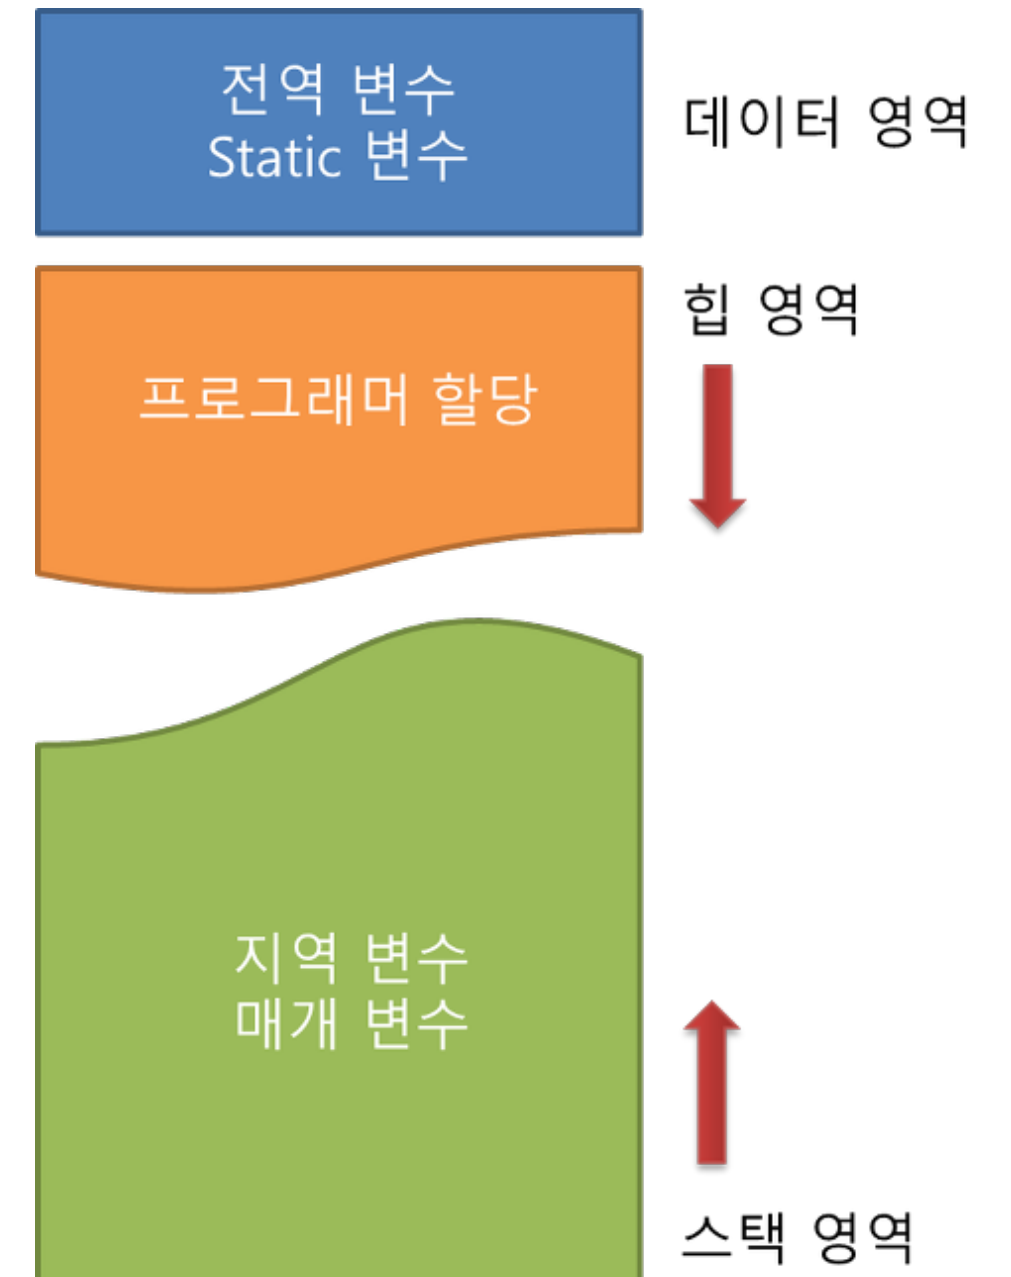 전역 변수
Static 변수
데이터 영역
힙 영역
프로그래머 할당
지역 변수
매개 변수
스택 영역